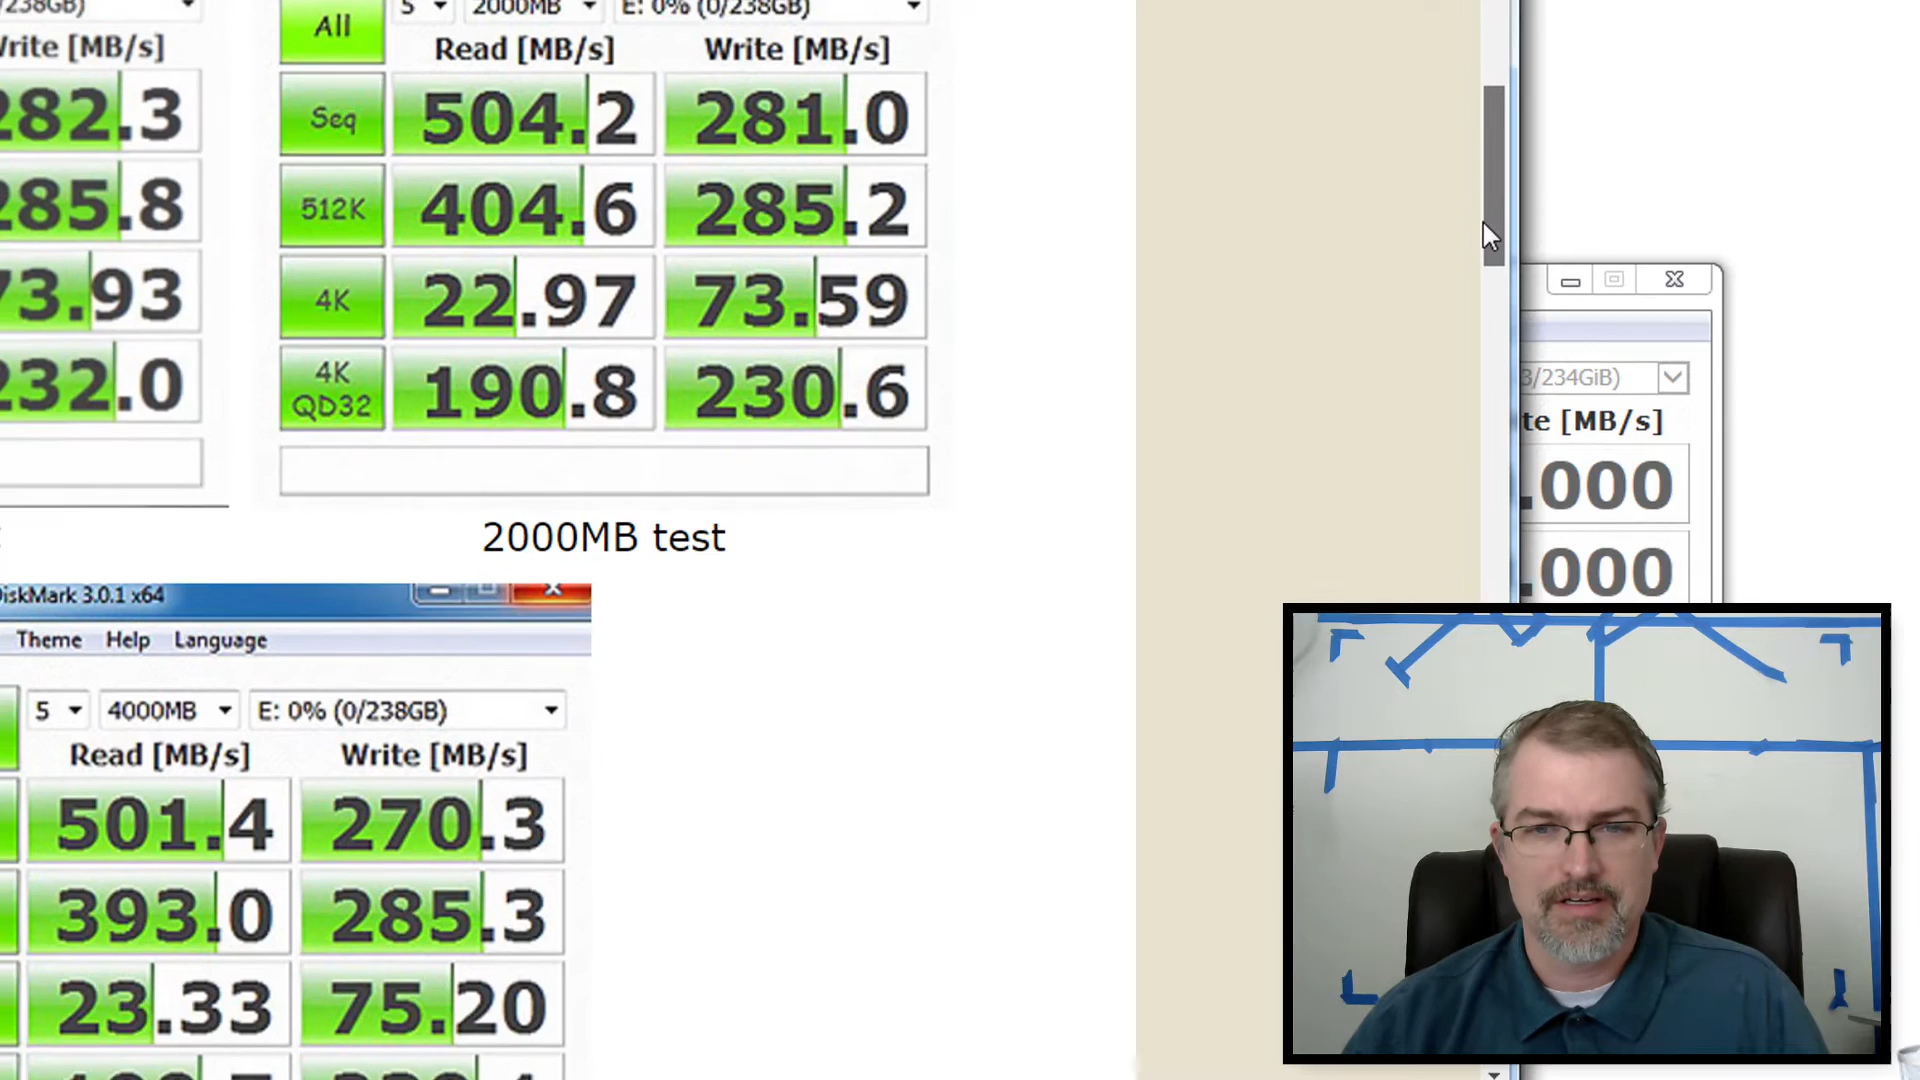 /238GB) All 5 2000MB E: 0% (0/238GB)
Write [MB/s] Read [MB/s] Write [MB/s]
282.3 Seq 504.2 281.0
285.8 512K 404.6 285.2
73.93 4K 22.97 73.59
232.0 4K QD32 190.8 230.6
2000MB test
iskMark 3.0.1 x64
Theme Help Language
5 4000MB E: 0% (0/238GB)
Read [MB/s] Write [MB/s]
501.4 270.3
393.0 285.3
23.33 75.20
3/234GiB)
te [MB/s]
.000
.000